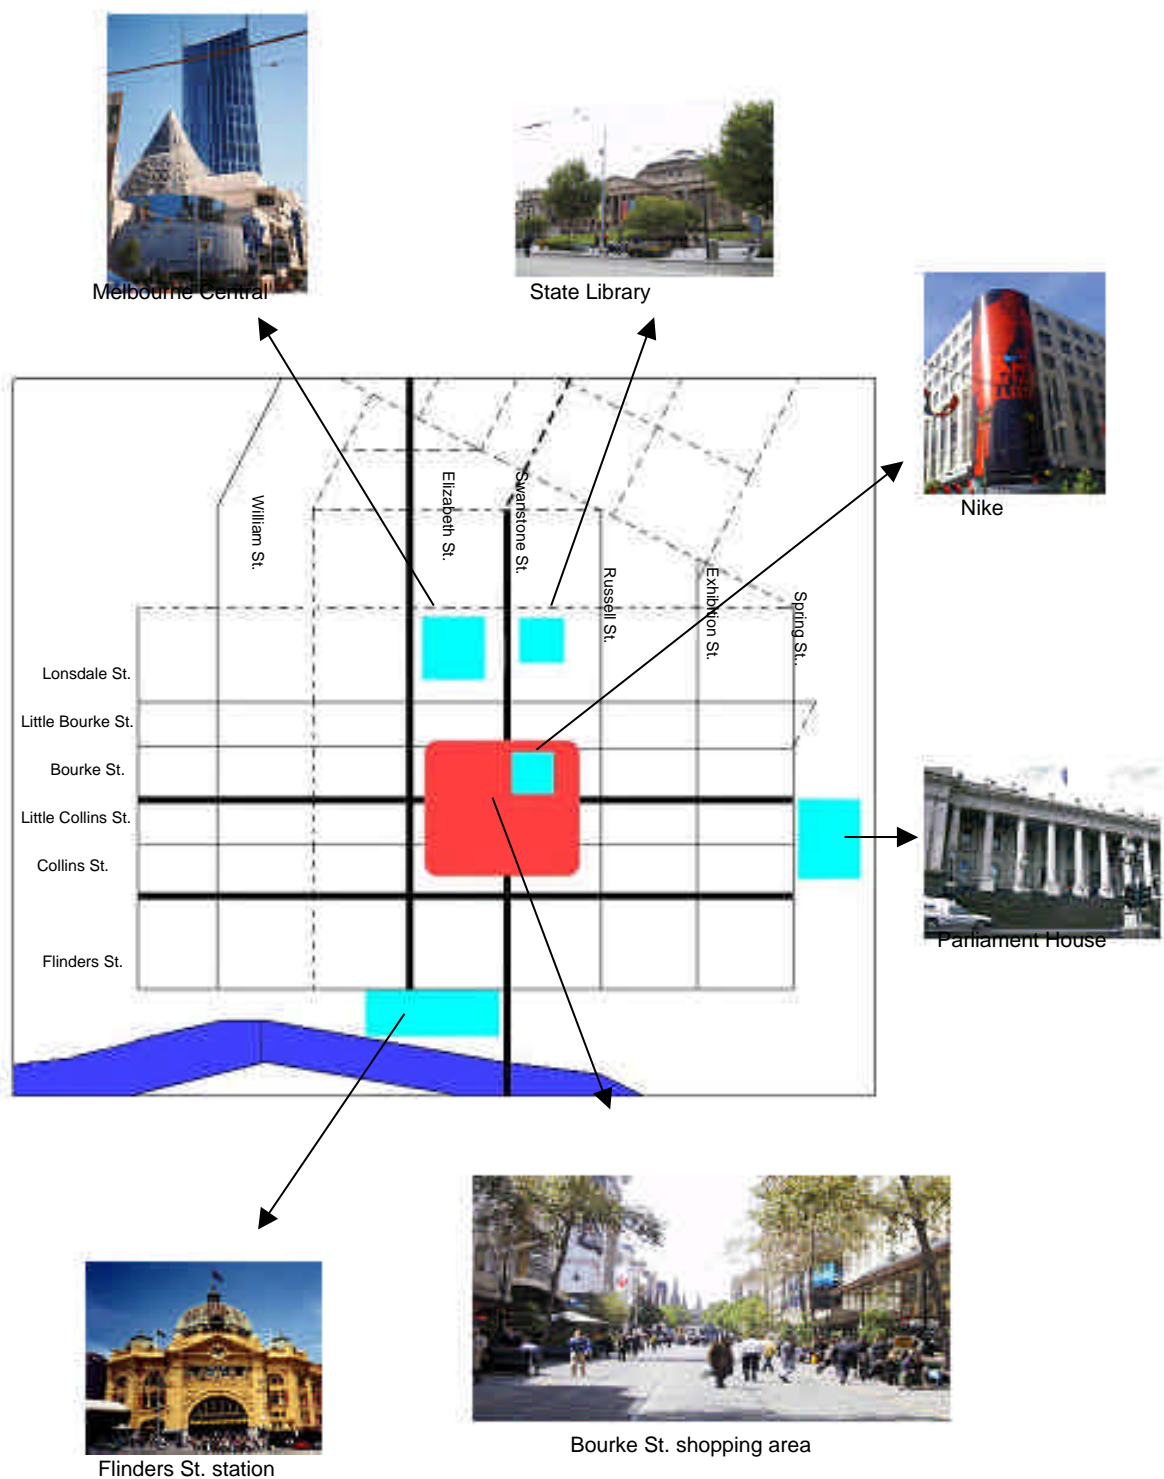 Melbourne Central
State Library
Nike
William St.
Elizabeth St.
Swanstone St.
Russell St.
Exhibition St.
Spring St..
Lonsdale St.
Little Bourke St.
Bourke St.
Little Collins St.
Collins St.
Flinders St.
Parliament House
Bourke St. shopping area
Flinders St. station